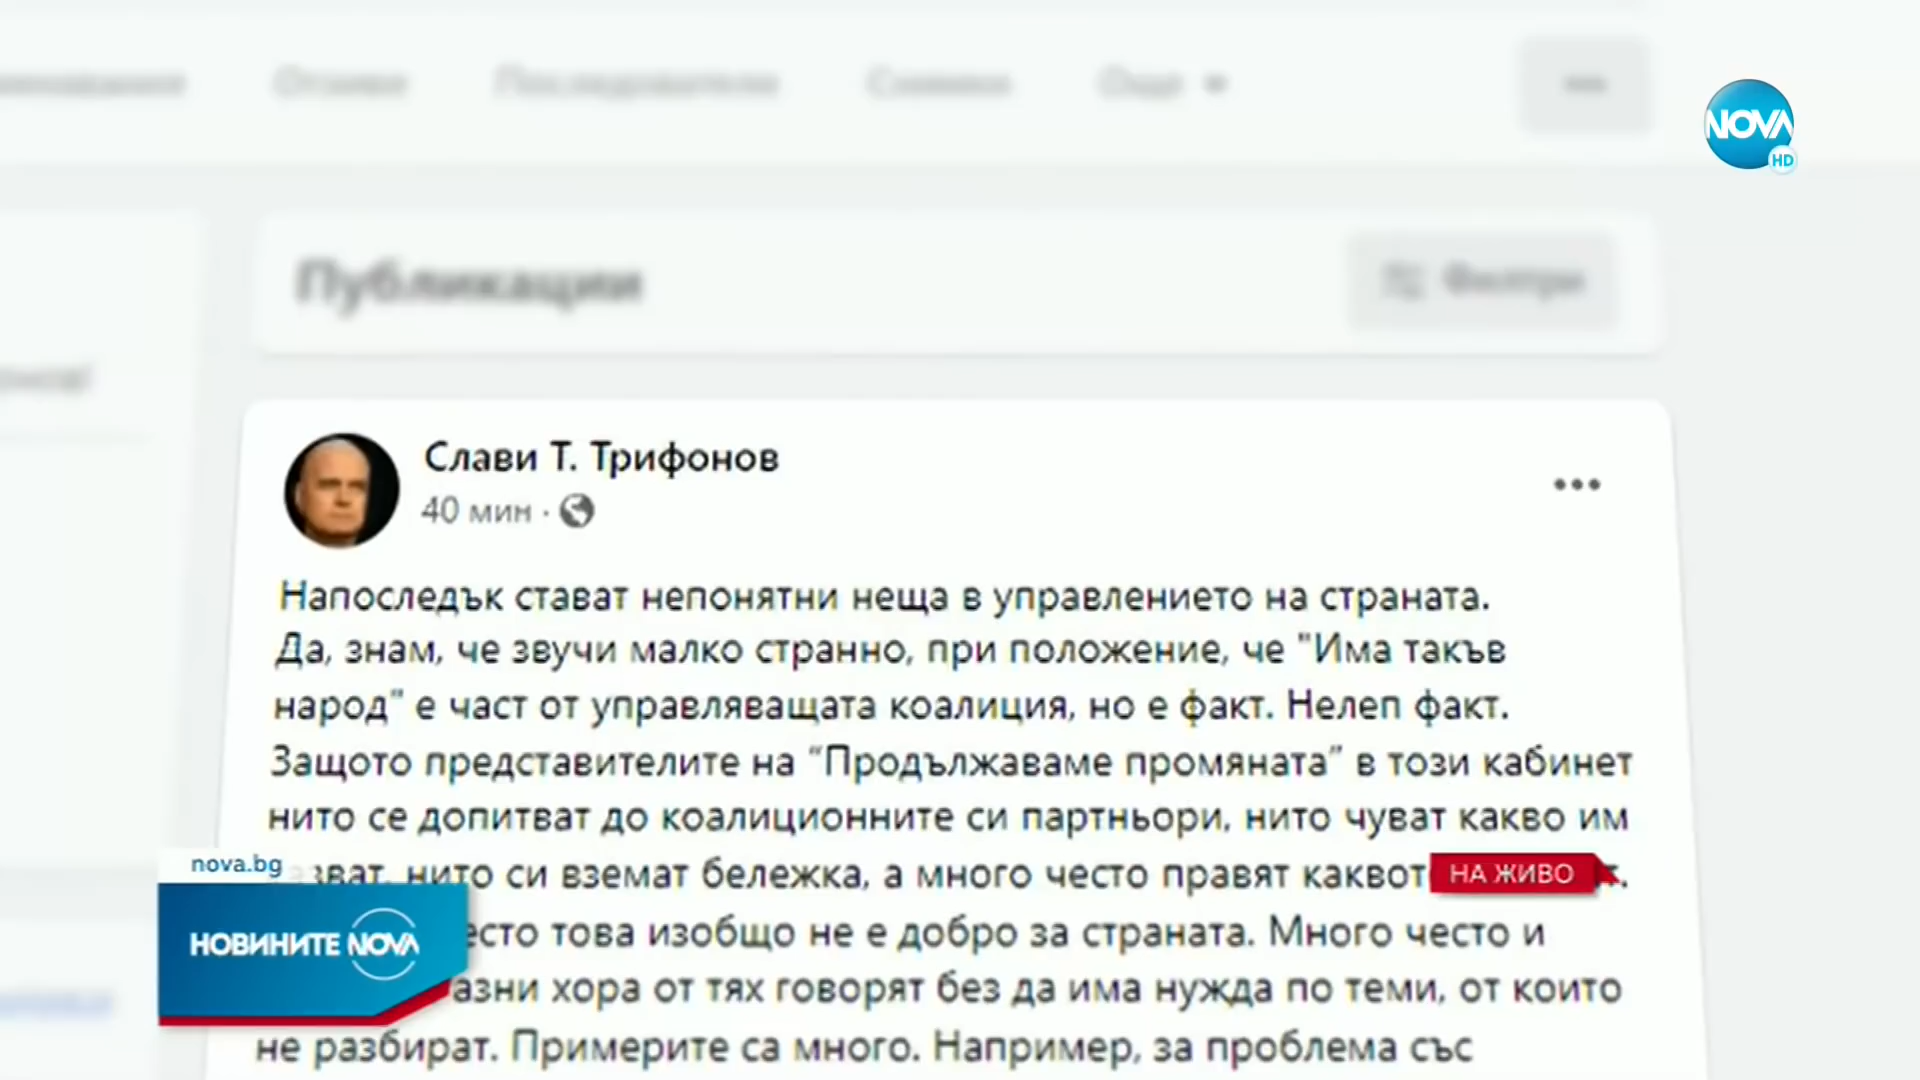 Отзиви
Последователи
Снимки
Още
NOVA
HD
Публикации
Филтри
Слави Т. Трифонов
40 мин ·
Напоследък стават непонятни неща в управлението на страната.
Да, знам, че звучи малко странно, при положение, че "Има такъв
народ" е част от управляващата коалиция, но е факт. Нелеп факт.
Защото представителите на “Продължаваме промяната” в този кабинет
нито се допитват до коалиционните си партньори, нито чуват какво им
нито си вземат бележка, а много често правят
това изобщо не е добро за страната. Много често и
хора от тях говорят без да има нужда по теми, от които
не разбират. Примерите са много. Например, за проблема със
nova.bg
НА ЖИВО
НОВИНИТЕ NOVA